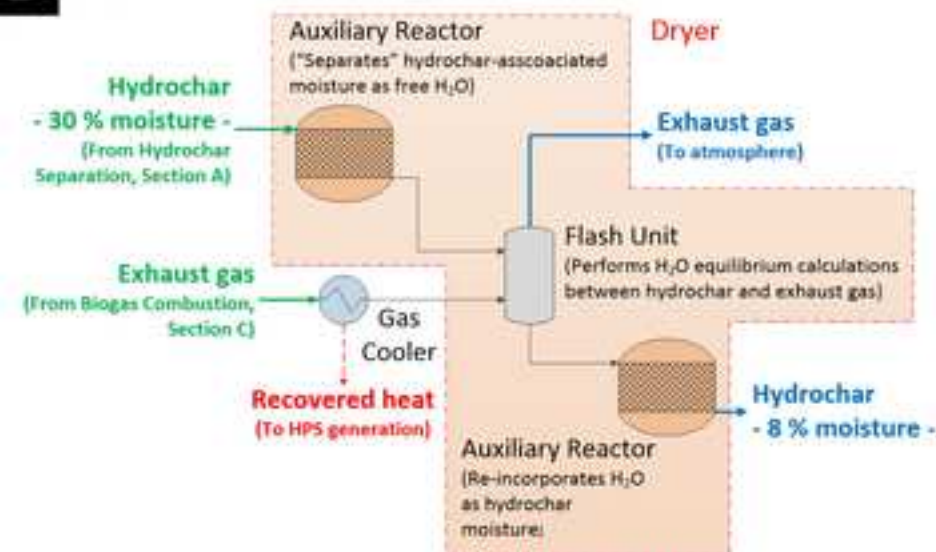 Auxiliary Reactor
("Separates" hydrochar-asscoaciated
moisture as free H₂O)
Dryer
Hydrochar
- 30 % moisture -
(From Hydrochar
Separation, Section A)
Exhaust gas
(To atmosphere)
Flash Unit
(Performs H₂O equilibrium calculations
between hydrochar and exhaust gas)
Exhaust gas
(From Biogas Combustion,
Section C)
Gas
Cooler
Recovered heat
(To HPS generation)
Hydrochar
- 8 % moisture -
Auxiliary Reactor
(Re-incorporates H₂O
as hydrochar
moisture;